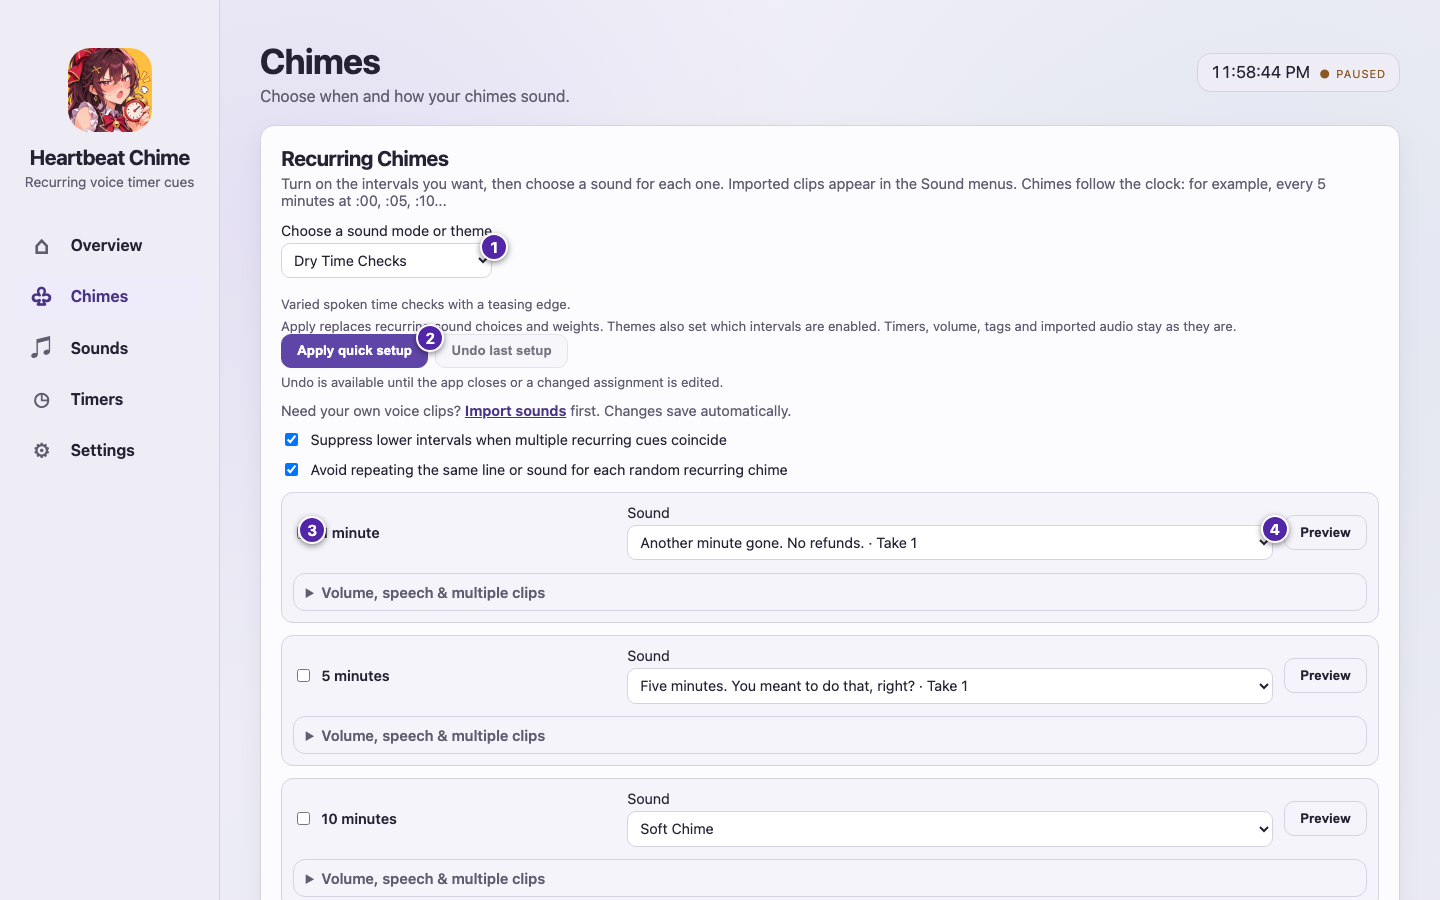 Heartbeat Chime
Recurring voice timer cues
Overview
Chimes
Sounds
Timers
Settings
Chimes
Choose when and how your chimes sound.
11:58:44 PM PAUSED
Recurring Chimes
Turn on the intervals you want, then choose a sound for each one. Imported clips appear in the Sound menus. Chimes follow the clock: for example, every 5
minutes at :00, :05, :10...
Choose a sound mode or theme
1
Dry Time Checks
Varied spoken time checks with a teasing edge.
Apply replaces recurring sound choices and weights. Themes also set which intervals are enabled. Timers, volume, tags and imported audio stay as they are.
2
Apply quick setup
Undo last setup
Undo is available until the app closes or a changed assignment is edited.
Need your own voice clips? Import sounds first. Changes save automatically.
Suppress lower intervals when multiple recurring cues coincide
Avoid repeating the same line or sound for each random recurring chime
3
minute
Sound
Another minute gone. No refunds. · Take 1
4
Preview
Volume, speech & multiple clips
5 minutes
Sound
Five minutes. You meant to do that, right? · Take 1
Preview
Volume, speech & multiple clips
10 minutes
Sound
Soft Chime
Preview
Volume, speech & multiple clips